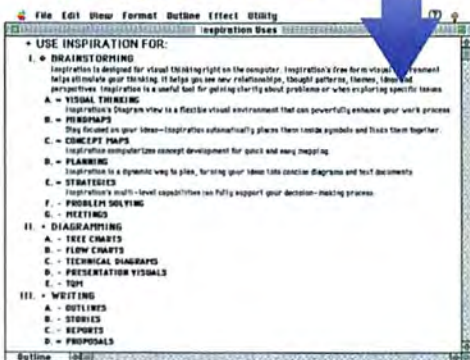 File Edit View Format Outline Effect Utility
Inspiration Uses
+ USE INSPIRATION FOR:
I. + BRAINSTORMING
Inspiration is designed for visual thinking right on the computer. Inspiration's free form visual environment
helps stimulate your thinking. It helps you see new relationships, thought patterns, themes, ideas and
perspectives. Inspiration is a useful tool for gaining clarity about problems or when exploring specific issues.
A. = VISUAL THINKING
Inspiration's Diagram view is a flexible visual environment that can powerfully enhance your work process.
B. = MINDMAPS
Stay focused on your ideas—Inspiration automatically places them inside symbols and links them together.
C. = CONCEPT MAPS
Inspiration computerizes concept development for quick and easy mapping.
D. = PLANNING
Inspiration is a dynamic way to plan, turning your ideas into concise diagrams and text documents.
E. = STRATEGIES
Inspiration's multi-level capabilities can fully support your decision-making process.
F. - PROBLEM SOLVING
G. - MEETINGS
II. + DIAGRAMMING
A. - TREE CHARTS
B. - FLOW CHARTS
C. - TECHNICAL DIAGRAMS
D. - PRESENTATION VISUALS
E. - TQM
III. + WRITING
A. - OUTLINES
B. - STORIES
C. - REPORTS
D. = PROPOSALS
Outline